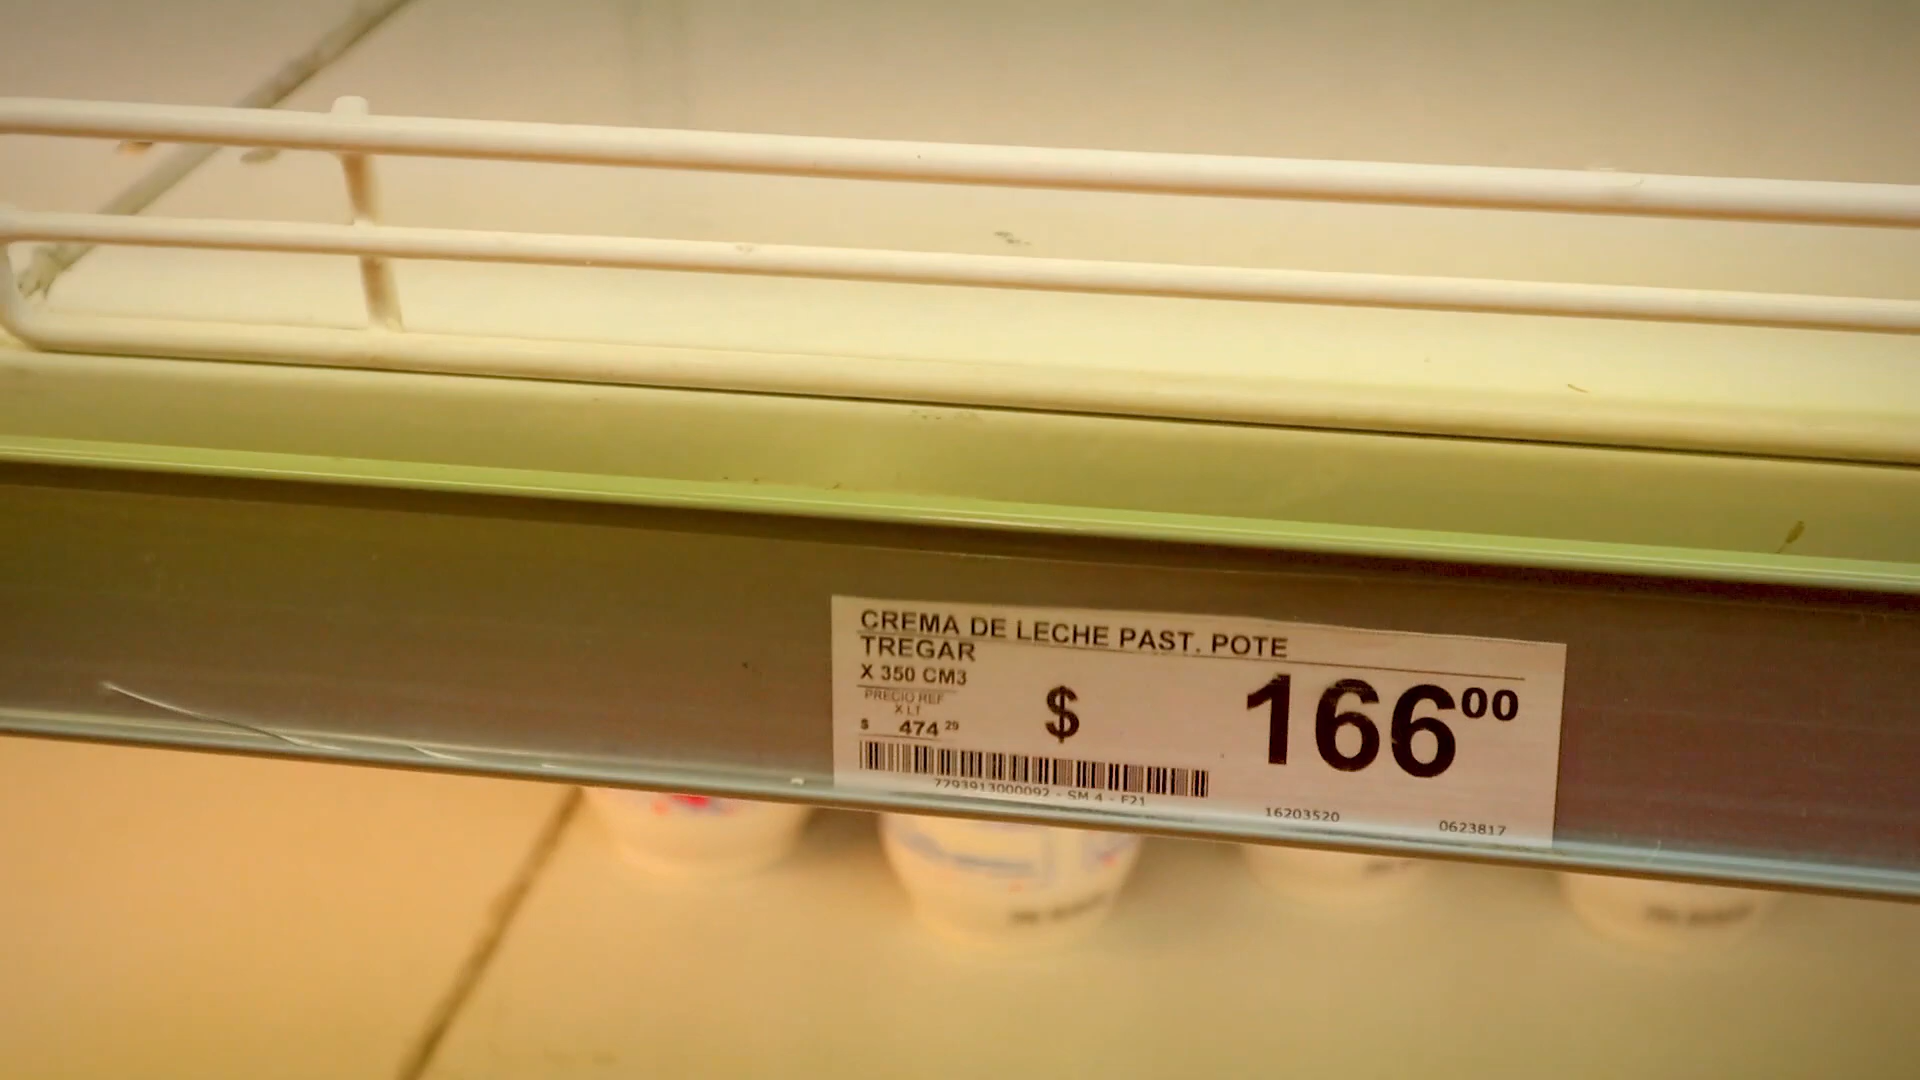 CREMA DE LECHE PAST. POTE
TREGAR
X 350 CM3
PRECIO REF
X LT
$ 474 29
$ 166 00
7793913000092 - SM 4 - F21
16203520 0623817